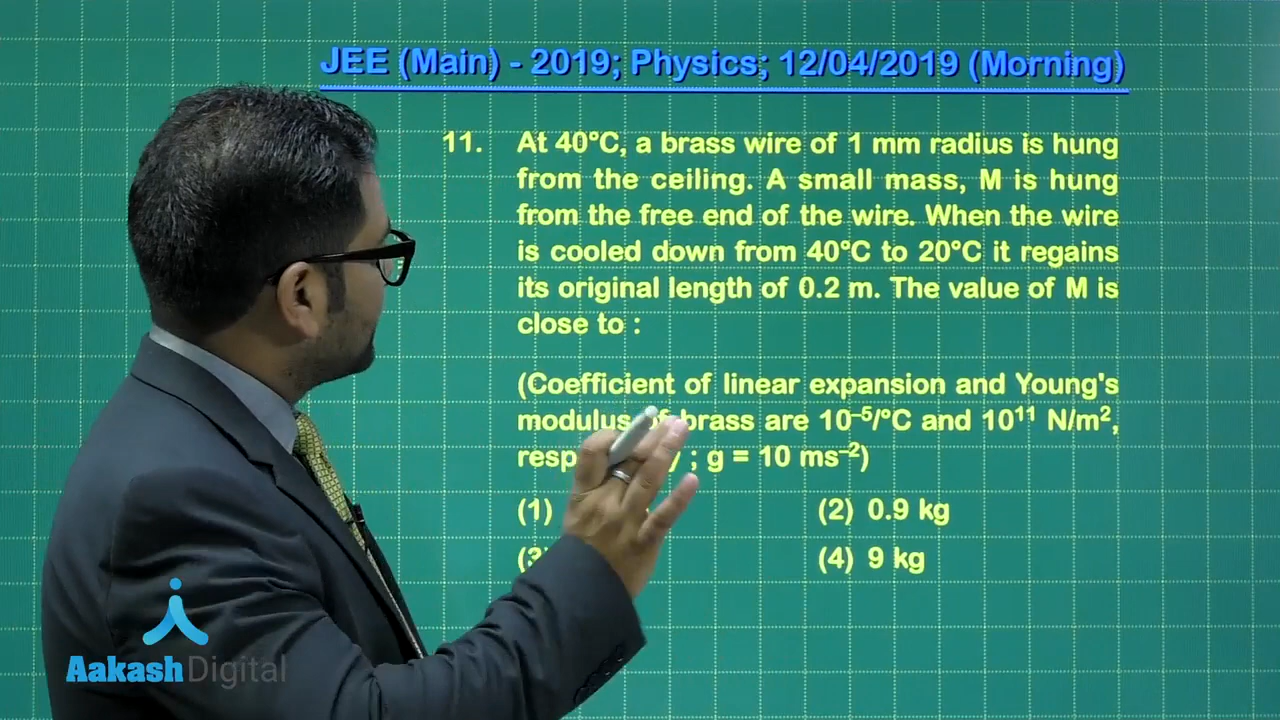 JEE (Main) - 2019; Physics; 12/04/2019 (Morning)
11. At 40°C, a brass wire of 1 mm radius is hung
from the ceiling. A small mass, M is hung
from the free end of the wire. When the wire
is cooled down from 40°C to 20°C it regains
its original length of 0.2 m. The value of M is
close to :
(Coefficient of linear expansion and Young's
modulus of brass are 10⁻⁵/°C and 10¹¹ N/m²,
; g = 10 ms⁻²)
(1) (2) 0.9 kg
(3) (4) 9 kg
Aakash Digital